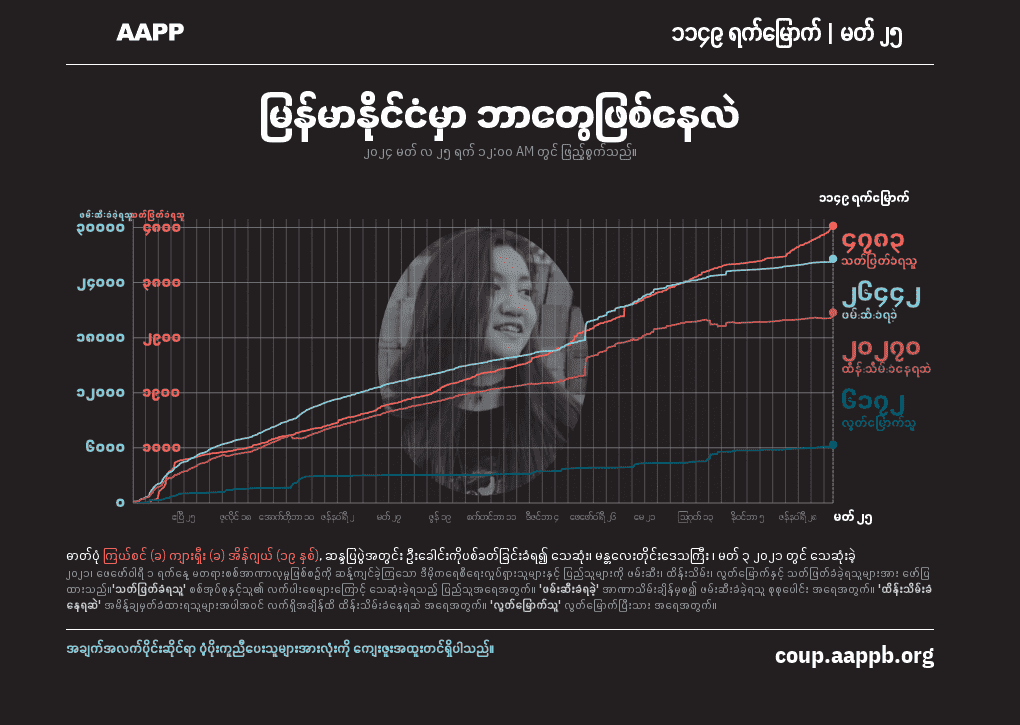 AAPP
၁၁၄၉ ရက်မြောက် | မတ် ၂၅
မြန်မာနိုင်ငံမှာ ဘာတွေဖြစ်နေလဲ
၂၀၂၄ မတ် လ ၂၅ ရက် ၁၂:၀၀ AM တွင် ဖြည့်စွက်သည်။
၁၁၄၉ ရက်မြောက်
ဖမ်းဆီးခံခဲ့ရသူ သတ်ဖြတ်ခံရသူ
၃၀၀၀၀ ၄၈၀၀
၂၄၀၀၀ ၃၈၀၀
၁၈၀၀၀ ၂၉၀၀
၁၂၀၀၀ ၁၉၀၀
၆၀၀၀ ၁၀၀၀
၀
၄၇၈၃
သတ်ဖြတ်ခံရသူ
၂၆၄၄၂
ဖမ်းဆီးခံရခဲ့
၂၀၂၇၀
ထိန်းသိမ်းခံနေရဆဲ
၆၁၇၂
လွတ်မြောက်သူ
ဧပြီ ၂၅ ဇူလိုင် ၁၈ အောက်တိုဘာ ၁၀ ဇန်နဝါရီ ၂ မတ် ၂၇ ဇွန် ၁၉ စက်တင်ဘာ ၁၁ ဒီဇင်ဘာ ၄ ဖေဖော်ဝါရီ ၂၆ မေ ၂၁ ဩဂုတ် ၁၃ နိုဝင်ဘာ ၅ ဇန်နဝါရီ ၂၈ မတ် ၂၅
ဓာတ်ပုံ ကြယ်စင် (ခ) ကျားရှီး (ခ) အိန်ဂျယ် (၁၉ နှစ်), ဆန္ဒပြပွဲအတွင်း ဦးခေါင်းကိုပစ်ခတ်ခြင်းခံရ၍ သေဆုံး၊ မန္တလေးတိုင်းဒေသကြီး ၊ မတ် ၃ ၂၀၂၁ တွင် သေဆုံးခဲ့
၂၀၂၁၊ ဖေဖော်ဝါရီ ၁ ရက်နေ့ မတရားစစ်အာဏာလုမှုဖြစ်စဥ်ကို ဆန့်ကျင်ခဲ့ကြသော ဒီမိုကရေစီရေးလှုပ်ရှားသူများနှင့် ပြည်သူများကို ဖမ်းဆီး၊ ထိန်းသိမ်း၊ လွှတ်မြောက်နှင့် သတ်ဖြတ်ခံခဲ့ရသူများအား ဖော်ပြ
ထားသည်။'သတ်ဖြတ်ခံရသူ' စစ်အုပ်စုနှင့်သူ၏ လက်ပါးစေများကြောင့် သေဆုံးခဲ့ရသည့် ပြည်သူအရေအတွက်။ 'ဖမ်းဆီးခံရခဲ့' အာဏာသိမ်းချိန်မှစ၍ ဖမ်းဆီးခံခဲ့ရသူ စုစုပေါင်း အရေအတွက်။ 'ထိန်းသိမ်းခံ
နေရဆဲ' အမိန့်ချမှတ်ခံထားရသူများအပါအဝင် လက်ရှိအချိန်ထိ ထိန်းသိမ်းခံနေရဆဲ အရေအတွက်။ 'လွတ်မြောက်သူ' လွတ်မြောက်ပြီးသား အရေအတွက်။
အချက်အလက်ပိုင်းဆိုင်ရာ ပံ့ပိုးကူညီပေးသူများအားလုံးကို ကျေးဇူးအထူးတင်ရှိပါသည်။
coup.aappb.org